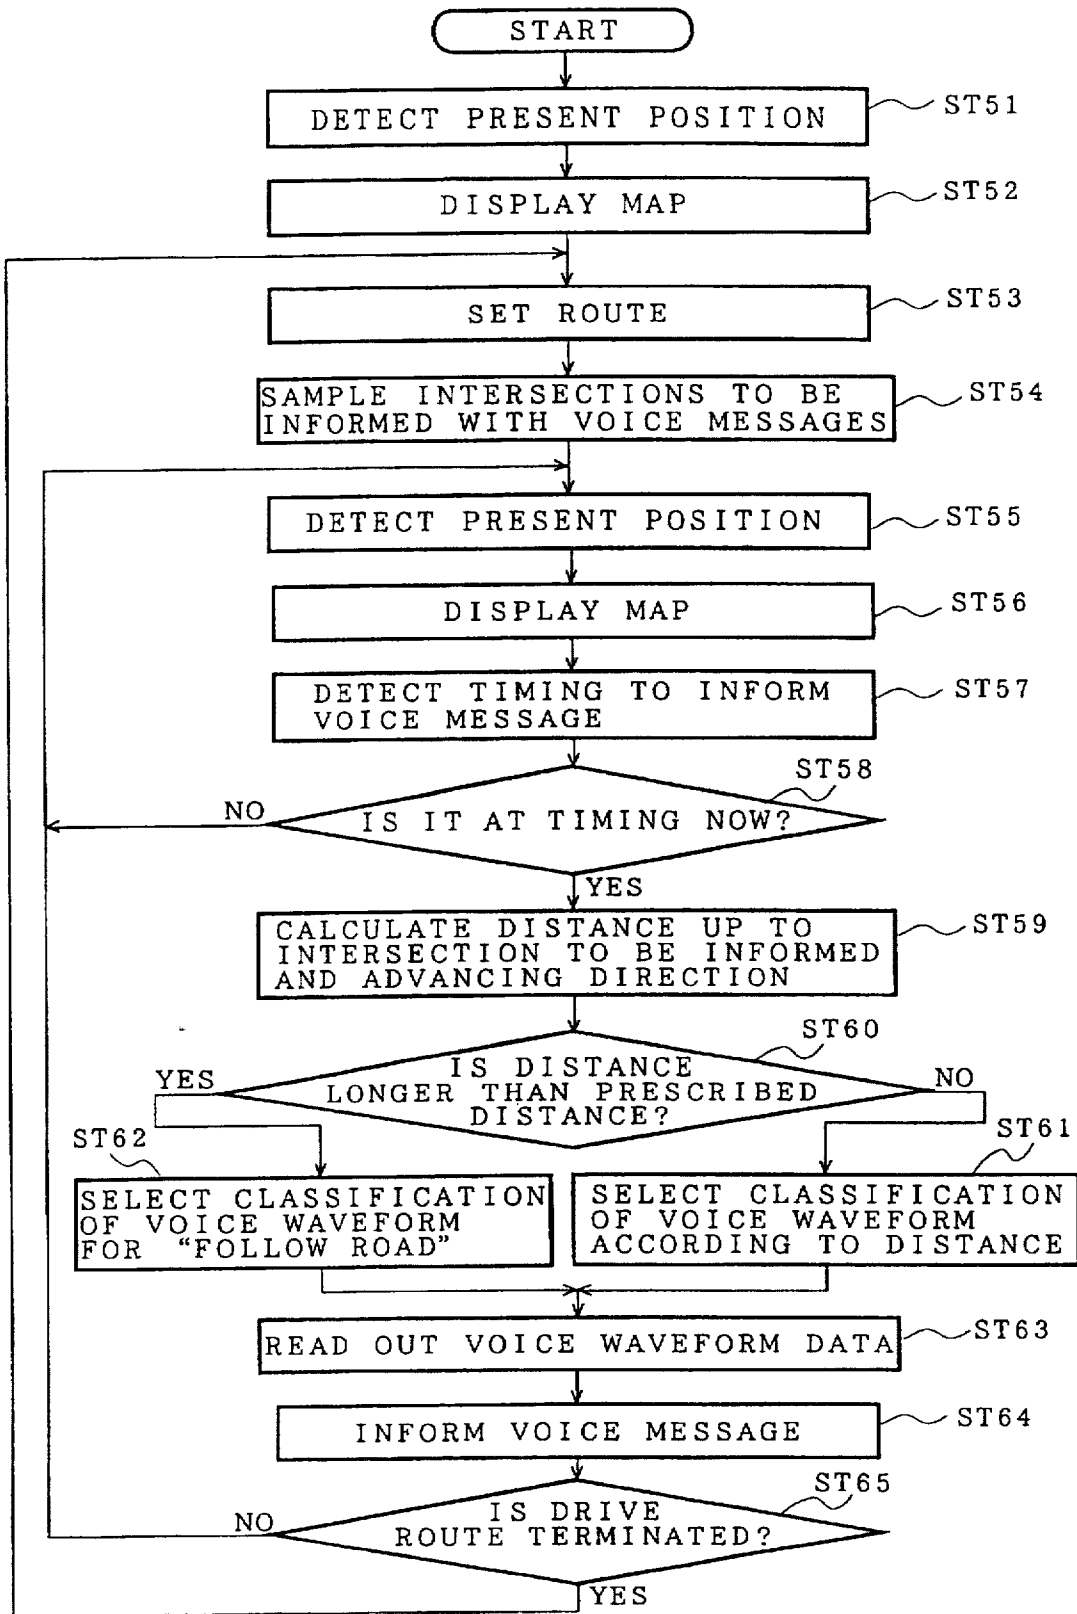 START
DETECT PRESENT POSITION
ST51
DISPLAY MAP
ST52
SET ROUTE
ST53
SAMPLE INTERSECTIONS TO BE
INFORMED WITH VOICE MESSAGES
ST54
DETECT PRESENT POSITION
ST55
DISPLAY MAP
ST56
DETECT TIMING TO INFORM
VOICE MESSAGE
ST57
ST58
NO
IS IT AT TIMING NOW?
YES
CALCULATE DISTANCE UP TO
INTERSECTION TO BE INFORMED
AND ADVANCING DIRECTION
ST59
ST60
YES
IS DISTANCE
LONGER THAN PRESCRIBED
DISTANCE?
NO
ST62
SELECT CLASSIFICATION
OF VOICE WAVEFORM
FOR "FOLLOW ROAD"
ST61
SELECT CLASSIFICATION
OF VOICE WAVEFORM
ACCORDING TO DISTANCE
READ OUT VOICE WAVEFORM DATA
ST63
INFORM VOICE MESSAGE
ST64
ST65
NO
IS DRIVE
ROUTE TERMINATED?
YES